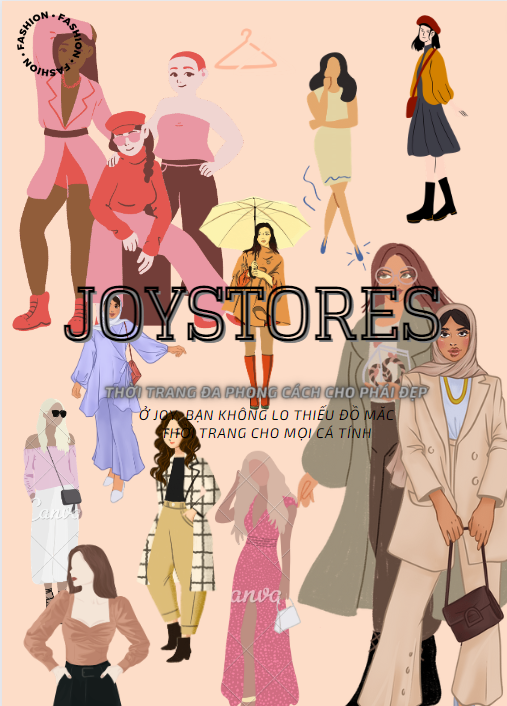 FASHION • FASHION • FASHION •
JOYSTORES
THỜI TRANG ĐA PHONG CÁCH CHO PHÁI ĐẸP
Ở JOY, BẠN KHÔNG LO THIẾU ĐỒ MẶC
THỜI TRANG CHO MỌI CÁ TÍNH
Canva
Canva